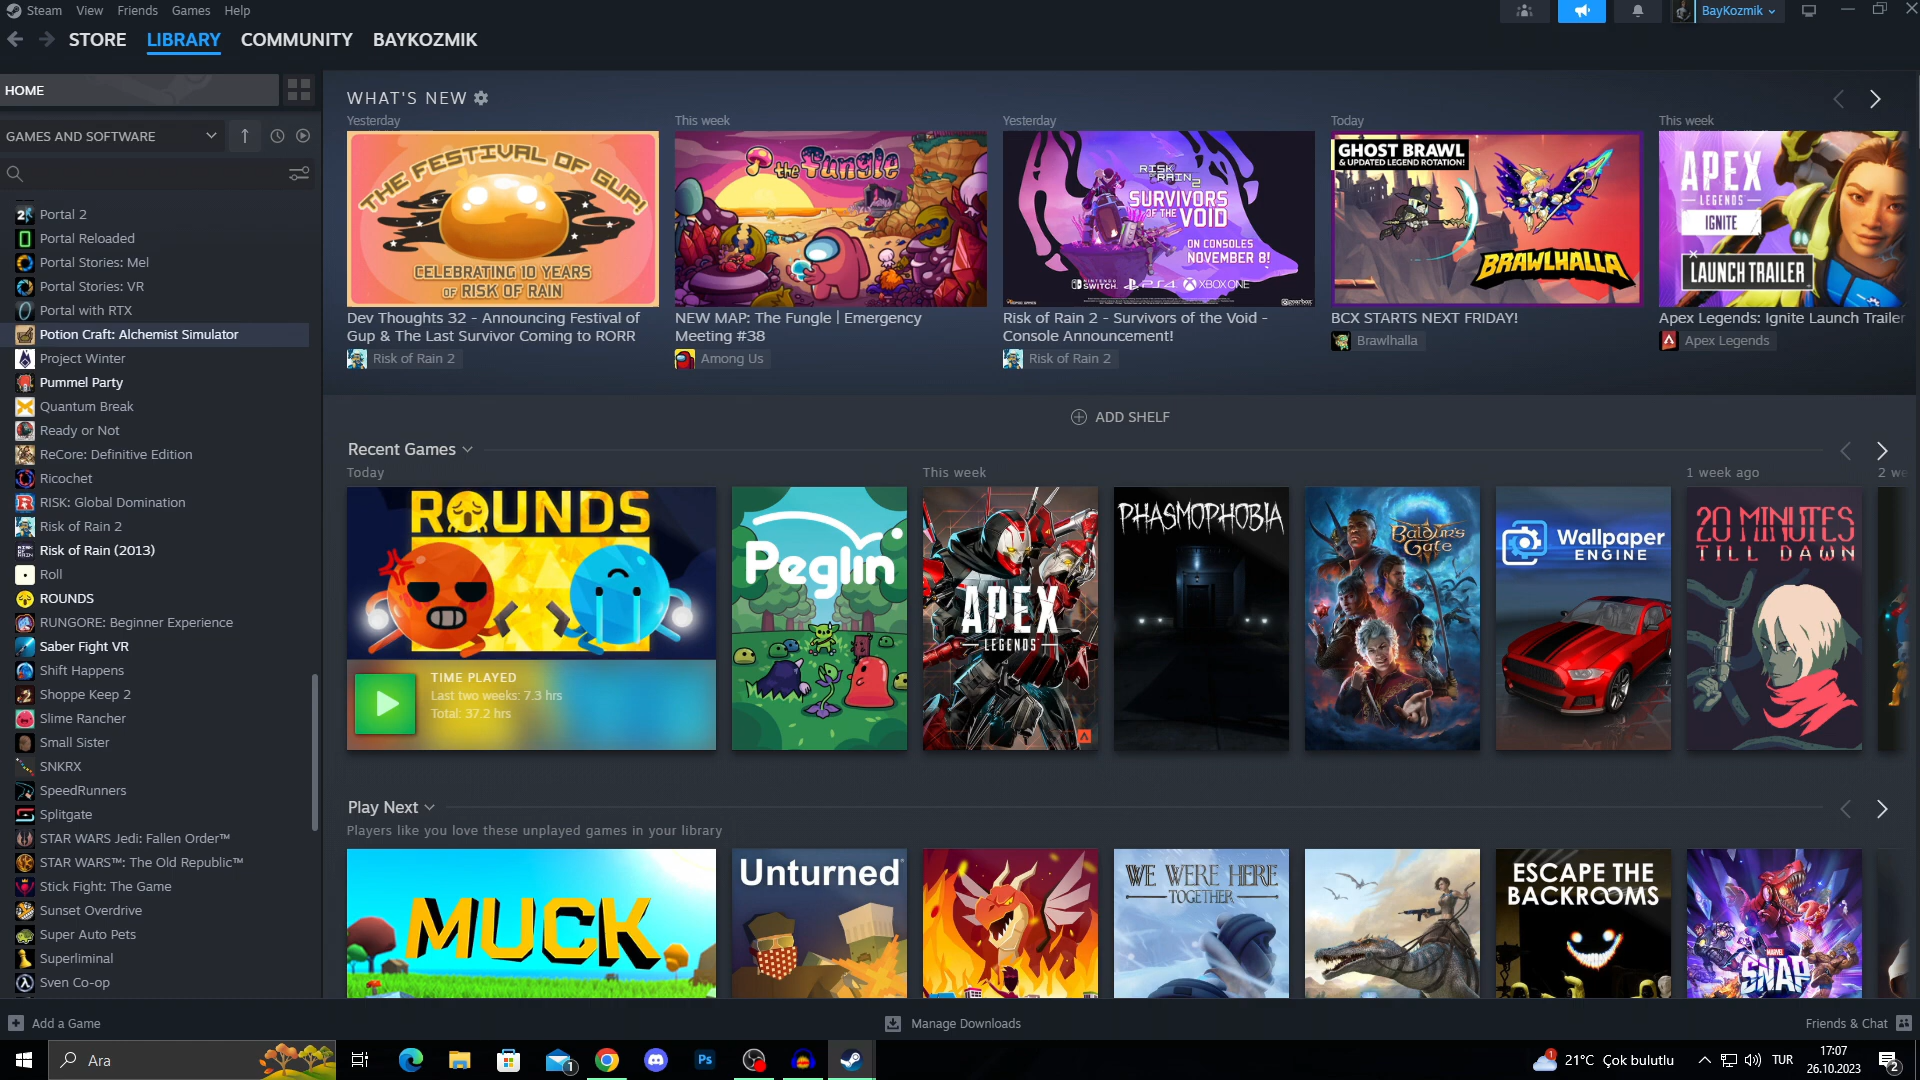 Steam View Friends Games Help
BayKozmik
STORE LIBRARY COMMUNITY BAYKOZMIK
HOME
GAMES AND SOFTWARE
Portal 2
Portal Reloaded
Portal Stories: Mel
Portal Stories: VR
Portal with RTX
Potion Craft: Alchemist Simulator
Project Winter
Pummel Party
Quantum Break
Ready or Not
ReCore: Definitive Edition
Ricochet
RISK: Global Domination
Risk of Rain 2
Risk of Rain (2013)
Roll
ROUNDS
RUNGORE: Beginner Experience
Saber Fight VR
Shift Happens
Shoppe Keep 2
Slime Rancher
Small Sister
SNKRX
SpeedRunners
Splitgate
STAR WARS Jedi: Fallen Order™
STAR WARS™: The Old Republic™
Stick Fight: The Game
Sunset Overdrive
Super Auto Pets
Superliminal
Sven Co-op
WHAT'S NEW
Yesterday
THE FESTIVAL OF GUP!
CELEBRATING 10 YEARS
OF RISK OF RAIN
Dev Thoughts 32 - Announcing Festival of
Gup & The Last Survivor Coming to RORR
Risk of Rain 2
This week
the Fungle
NEW MAP: The Fungle | Emergency
Meeting #38
Among Us
Yesterday
RISK OF RAIN 2
SURVIVORS
OF THE VOID
ON CONSOLES
NOVEMBER 8!
NINTENDO SWITCH PS4 XBOX ONE
gearbox
Risk of Rain 2 - Survivors of the Void -
Console Announcement!
Risk of Rain 2
Today
GHOST BRAWL
& UPDATED LEGEND ROTATION!
BRAWLHALLA
BCX STARTS NEXT FRIDAY!
Brawlhalla
This week
APEX
LEGENDS
IGNITE
LAUNCH TRAILER
Apex Legends: Ignite Launch Trailer
Apex Legends
ADD SHELF
Recent Games
Today
This week
1 week ago
2 we
ROUNDS
TIME PLAYED
Last two weeks: 7.3 hrs
Total: 37.2 hrs
Peglin
APEX
LEGENDS
PHASMOPHOBIA
Baldur's
Gate
Wallpaper
ENGINE
20 MINUTES
TILL DAWN
Play Next
Players like you love these unplayed games in your library
MUCK
Unturned
WE WERE HERE
TOGETHER
ESCAPE THE
BACKROOMS
MARVEL
SNAP
Add a Game
Manage Downloads
Friends & Chat
Ara
1
Ps
1
21°C Çok bulutlu
TUR
17:07
26.10.2023
2